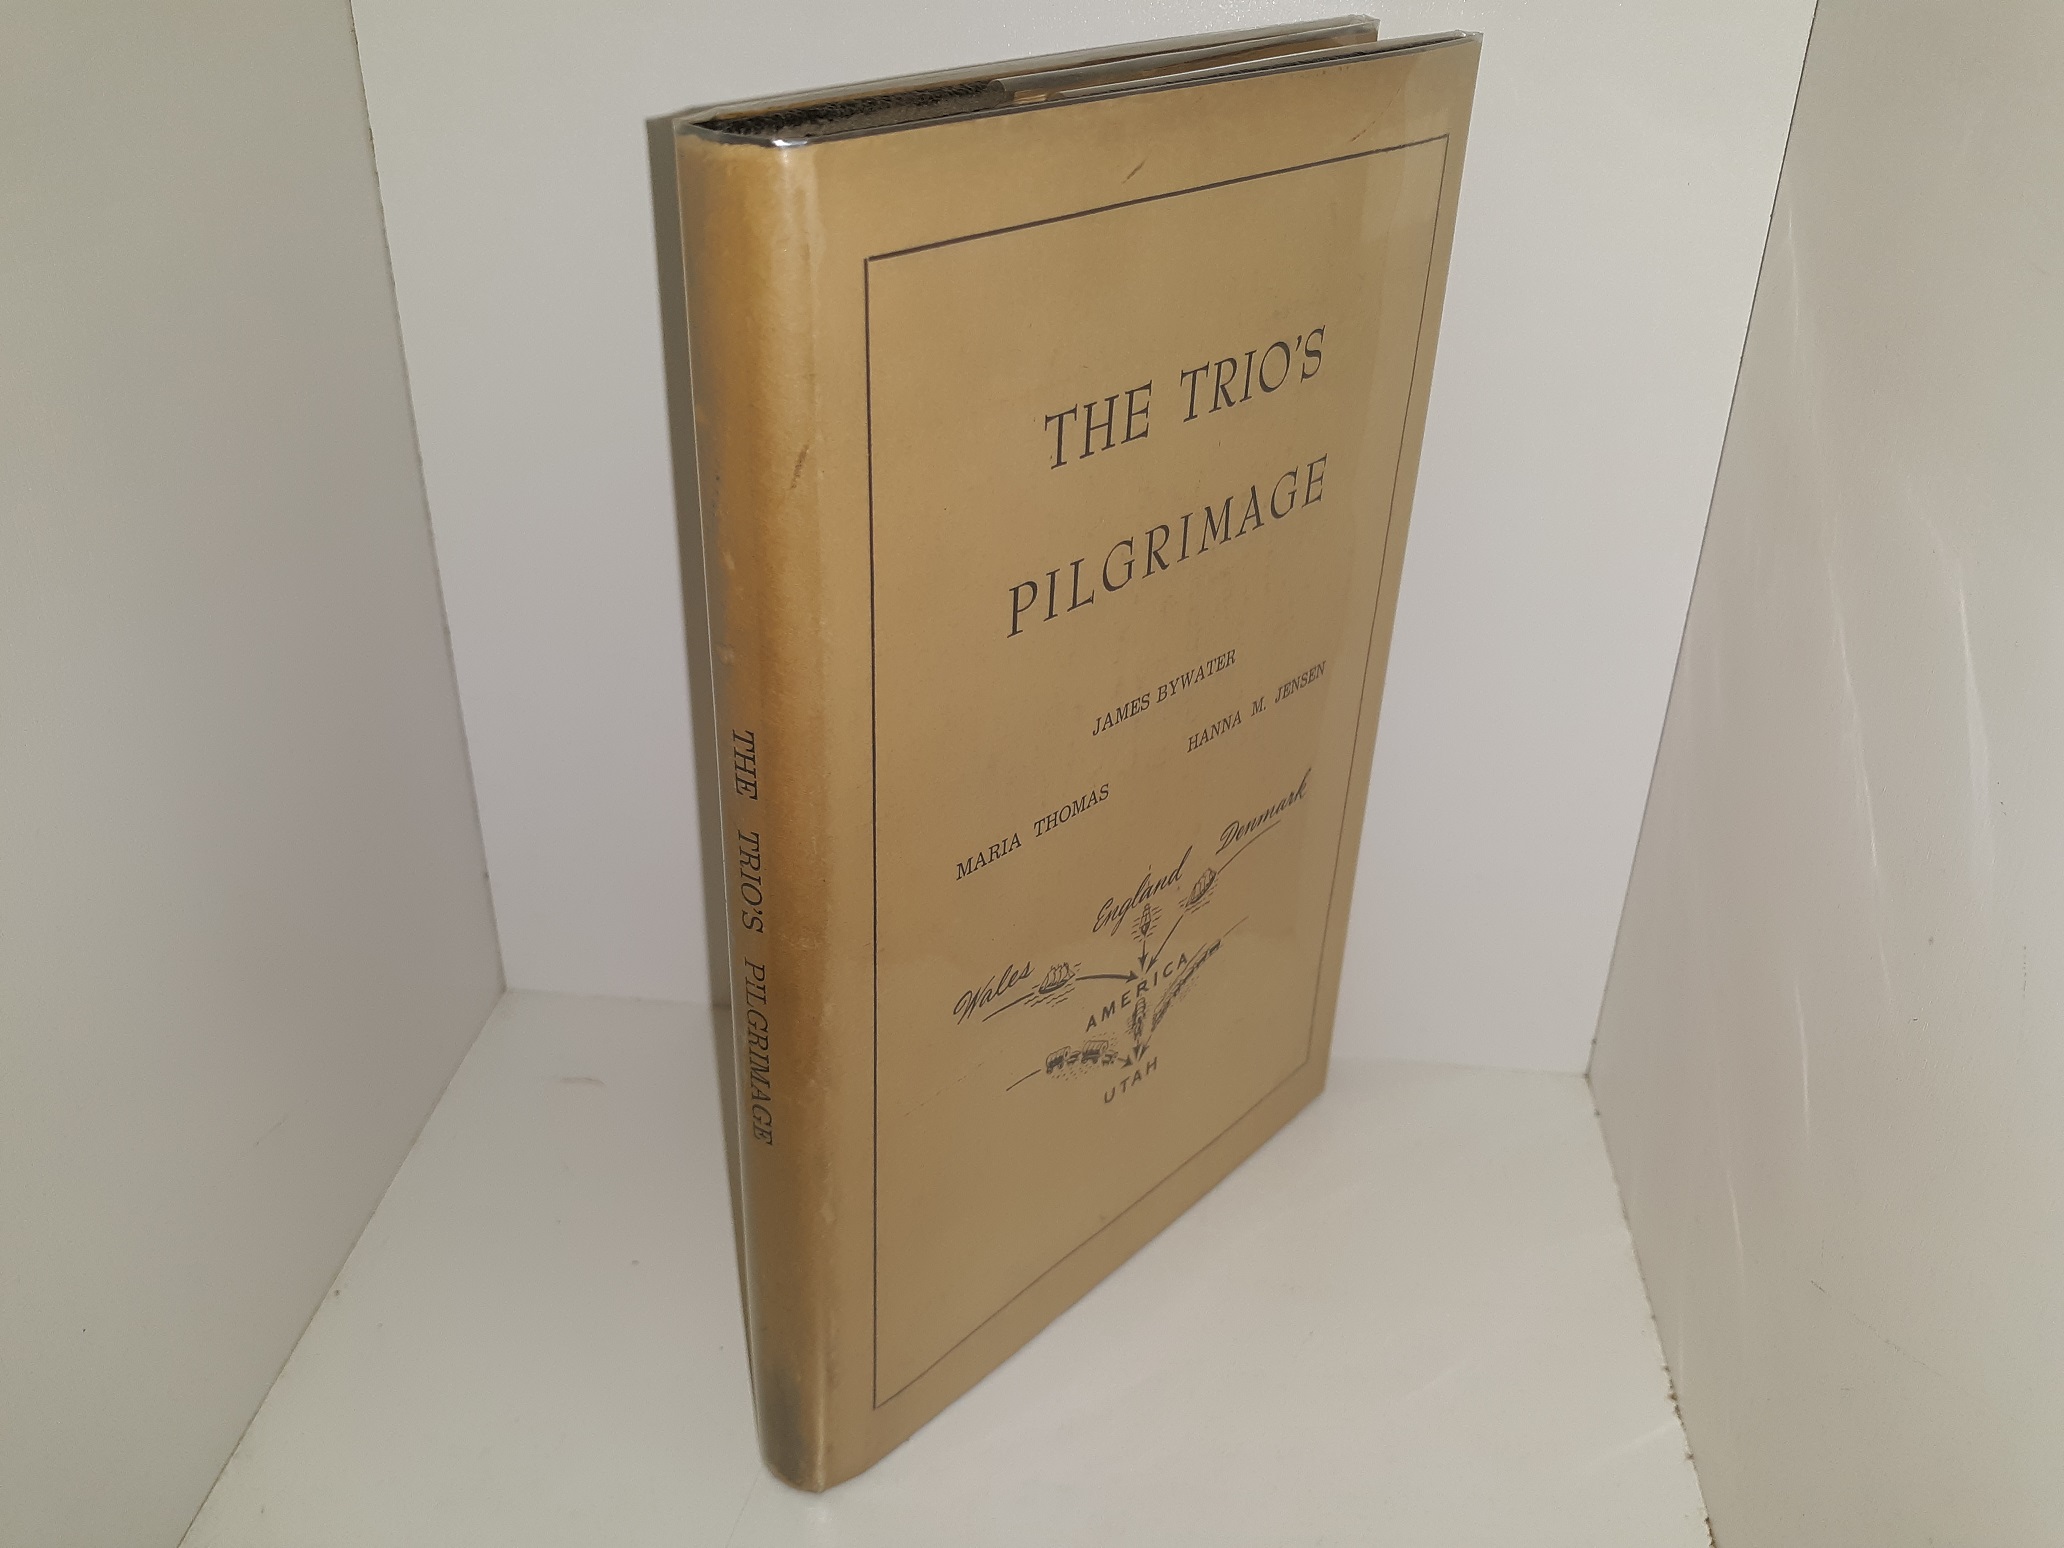 THE TRIO'S
PILGRIMAGE
JAMES BYWATER
MARIA THOMAS
HANNA M. JENSEN
Wales
England
Denmark
AMERICA
UTAH
THE TRIO'S PILGRIMAGE